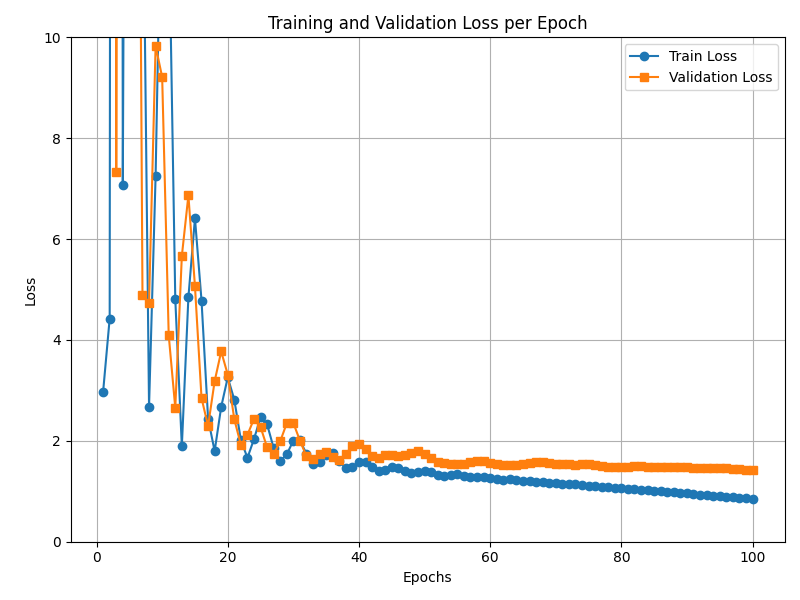 Training and Validation Loss per Epoch
Train Loss
Validation Loss
Loss
10
8
6
4
2
0
0 20 40 60 80 100
Epochs